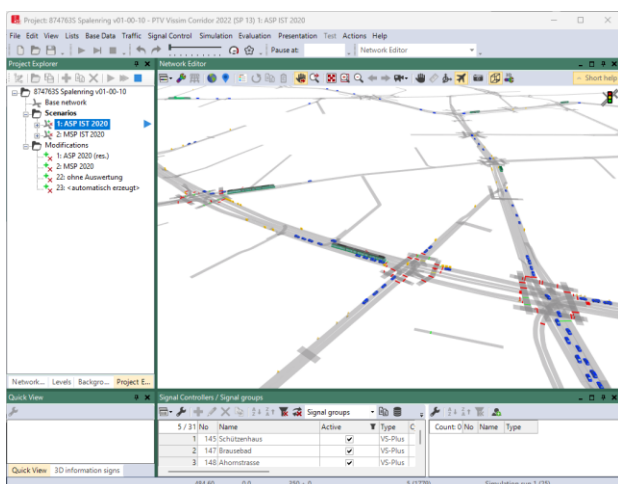 Project: 874763S Spalenring v01-00-10 - PTV Vissim Corridor 2022 (SP 13) 1: ASP IST 2020
File Edit View Lists Base Data Traffic Signal Control Simulation Evaluation Presentation Test Actions Help
Pause at: Network Editor
Project Explorer
Network Editor
Short help
874763S Spalenring v01-00-10
Base network
Scenarios
1: ASP IST 2020
2: MSP IST 2020
Modifications
1: ASP 2020 (res.)
2: MSP 2020
22: ohne Auswertung
23: <automatisch erzeugt>
Network... Levels Backgro... Project E...
Quick View
Signal Controllers / Signal groups
Signal groups
5 / 31 No Name Active Type C
Count: 0 No Name Type
1 145 Schützenhaus VS-Plus
2 147 Brausebad VS-Plus
3 148 Ahornstrasse VS-Plus
Quick View 3D information signs